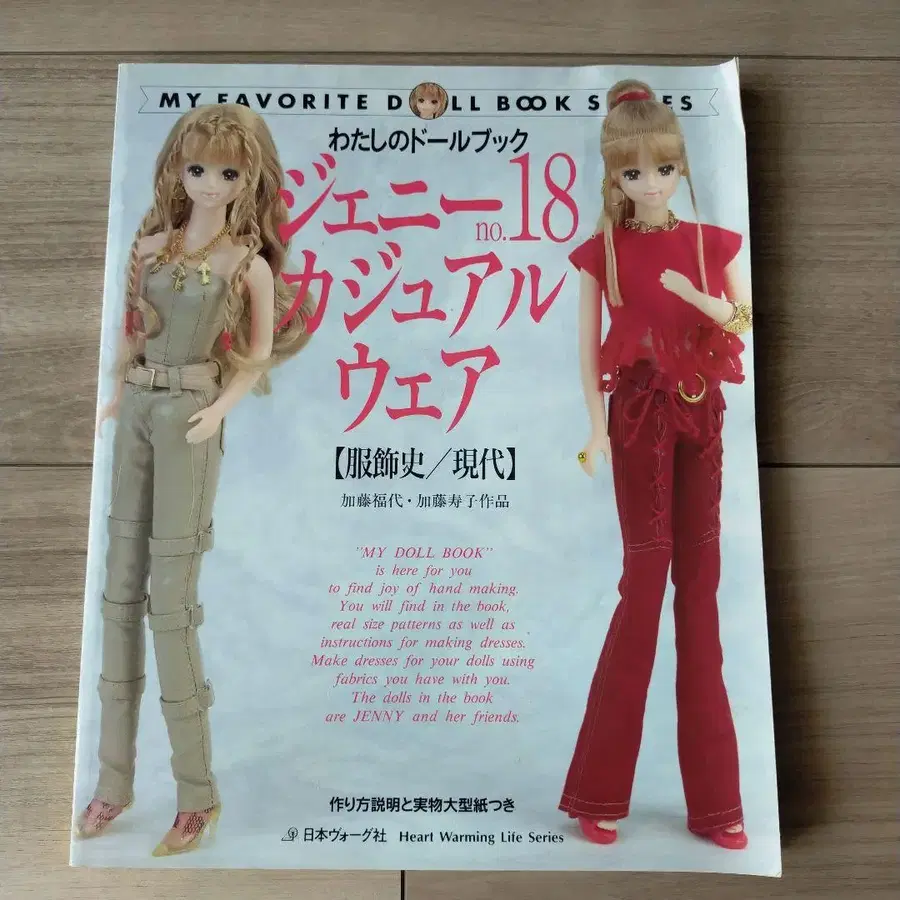 MY FAVORITE DOLL BOOK SERIES
わたしのドールブック
ジェニー no.18
カジュアル
ウェア
【服飾史／現代】
加藤福代・加藤寿子作品
"MY DOLL BOOK"
is here for you
to find joy of hand making.
You will find in the book,
real size patterns as well as
instructions for making dresses.
Make dresses for your dolls using
fabrics you have with you.
The dolls in the book
are JENNY and her friends.
作り方説明と実物大型紙つき
日本ヴォーグ社 Heart Warming Life Series